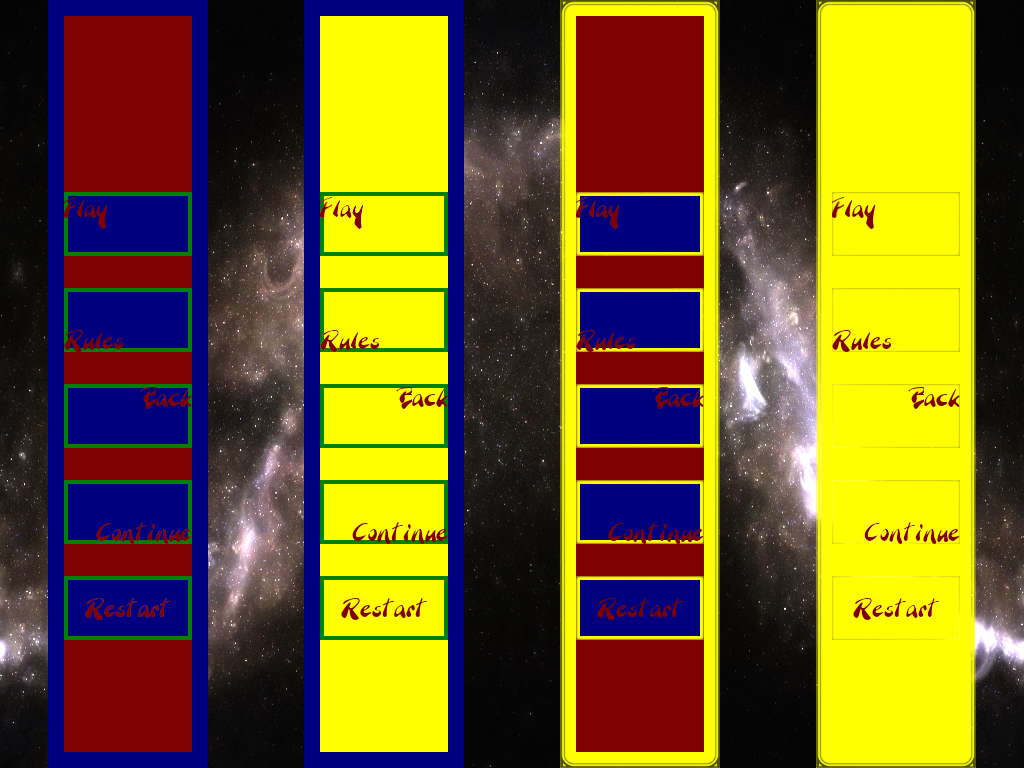 Play Play Play Play
Rules Rules Rules Rules
Back Back Back Back
Continue Continue Continue Continue
Restart Restart Restart Restart